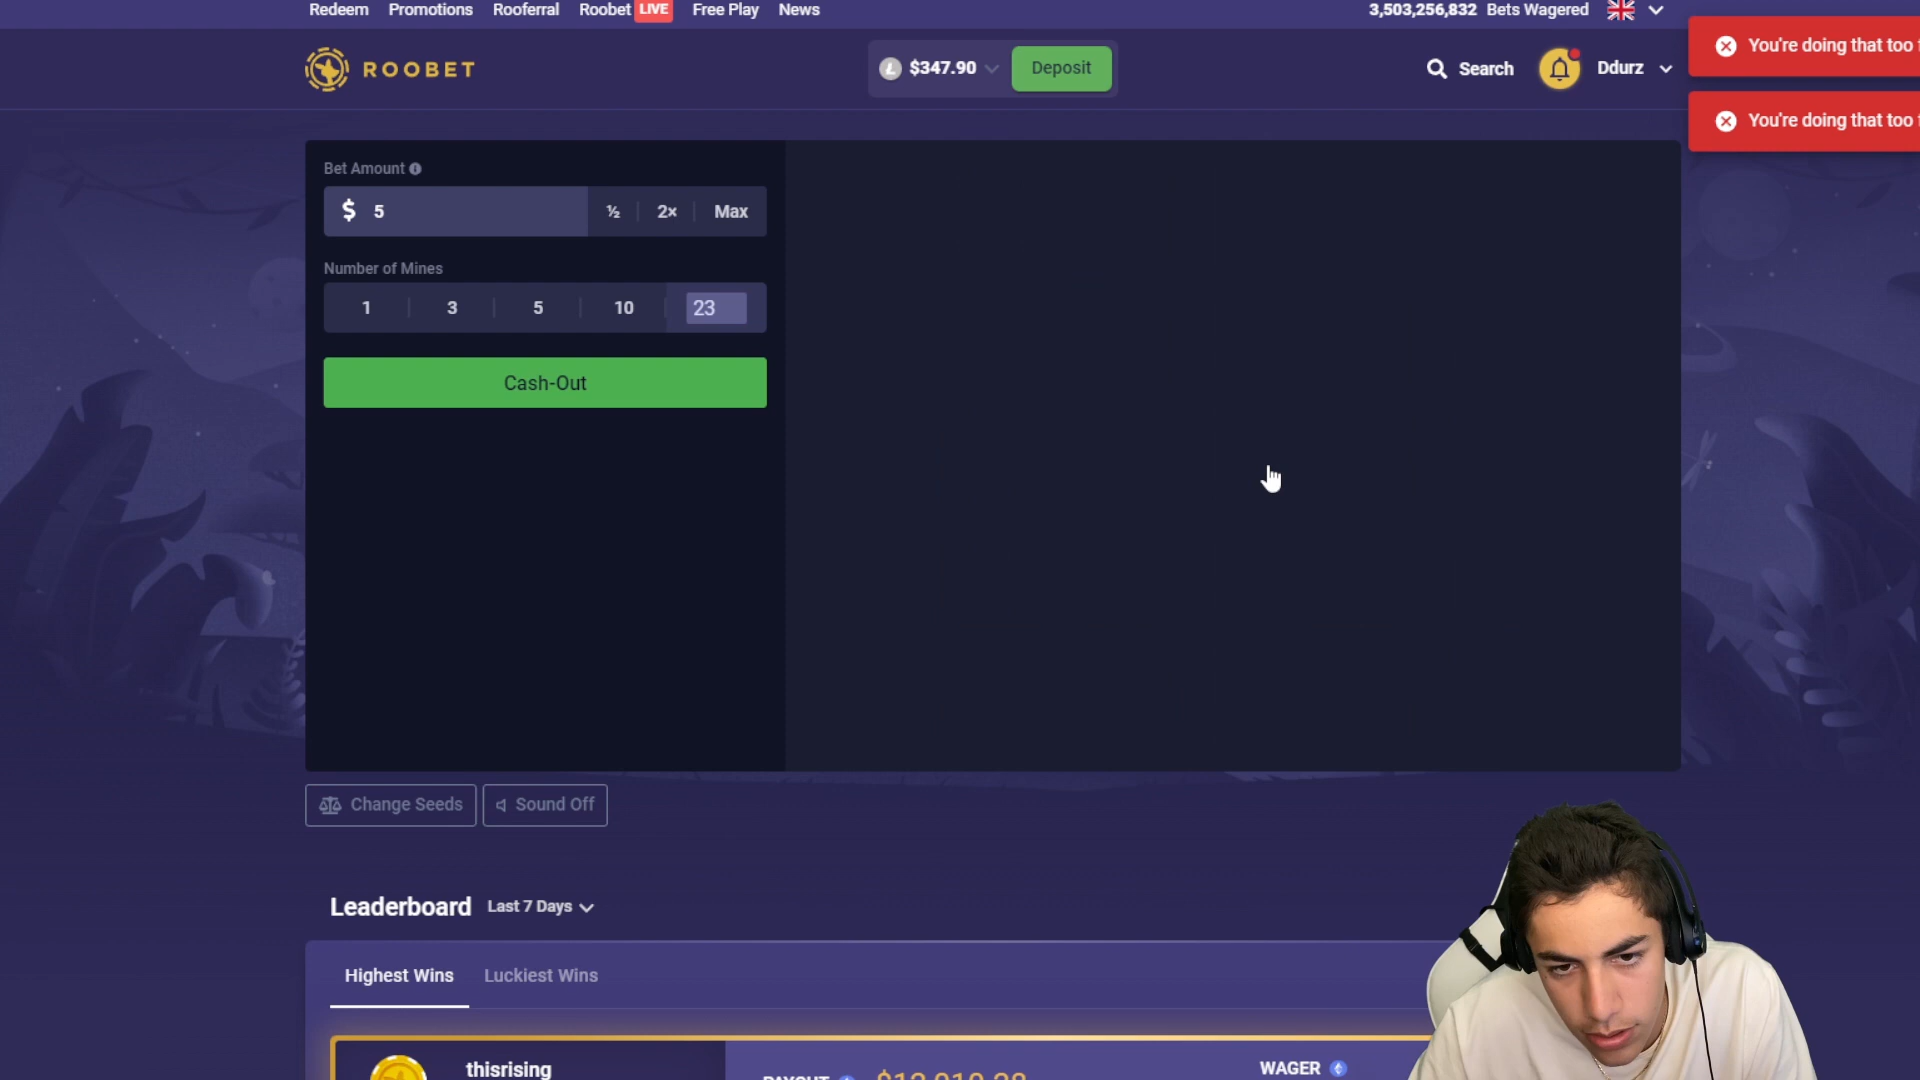 Redeem Promotions Rooferral Roobet LIVE Free Play News 3,503,256,832 Bets Wagered
ROOBET $347.90 Deposit Search Ddurz
You're doing that too
You're doing that too
Bet Amount
$ 5 ½ 2× Max
Number of Mines
1 3 5 10 23
Cash-Out
Change Seeds Sound Off
Leaderboard Last 7 Days
Highest Wins Luckiest Wins
thisrising
WAGER